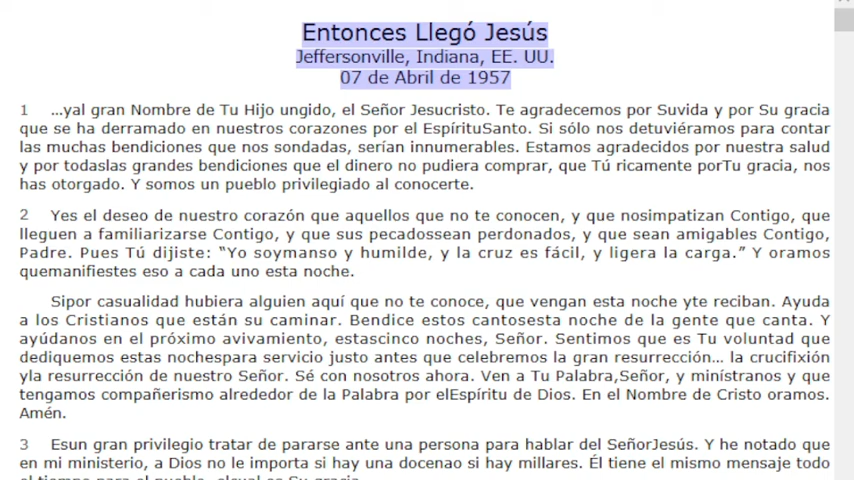 Entonces Llegó Jesús
Jeffersonville, Indiana, EE. UU.
07 de Abril de 1957
1 ...yal gran Nombre de Tu Hijo ungido, el Señor Jesucristo. Te agradecemos por Suvida y por Su gracia
que se ha derramado en nuestros corazones por el EspírituSanto. Si sólo nos detuviéramos para contar
las muchas bendiciones que nos sondadas, serían innumerables. Estamos agradecidos por nuestra salud
y por todaslas grandes bendiciones que el dinero no pudiera comprar, que Tú ricamente porTu gracia, nos
has otorgado. Y somos un pueblo privilegiado al conocerte.
2 Yes el deseo de nuestro corazón que aquellos que no te conocen, y que nosimpatizan Contigo, que
lleguen a familiarizarse Contigo, y que sus pecadossean perdonados, y que sean amigables Contigo,
Padre. Pues Tú dijiste: “Yo soymanso y humilde, y la cruz es fácil, y ligera la carga.” Y oramos
quemanifiestes eso a cada uno esta noche.
Sipor casualidad hubiera alguien aquí que no te conoce, que vengan esta noche yte reciban. Ayuda
a los Cristianos que están su caminar. Bendice estos cantosesta noche de la gente que canta. Y
ayúdanos en el próximo avivamiento, estascinco noches, Señor. Sentimos que es Tu voluntad que
dediquemos estas nochespara servicio justo antes que celebremos la gran resurrección... la crucifixión
yla resurrección de nuestro Señor. Sé con nosotros ahora. Ven a Tu Palabra,Señor, y minístranos y que
tengamos compañerismo alrededor de la Palabra por elEspíritu de Dios. En el Nombre de Cristo oramos.
Amén.
3 Esun gran privilegio tratar de pararse ante una persona para hablar del SeñorJesús. Y he notado que
en mi ministerio, a Dios no le importa si hay una docenao si hay millares. Él tiene el mismo mensaje todo
el tiempo para el pueblo, elcual es Su gracia